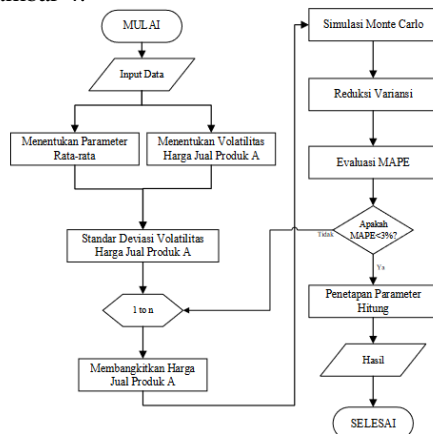 MULAI
Input Data
Menentukan Parameter
Rata-rata
Menentukan Volatilitas
Harga Jual Produk A
Standar Deviasi Volatilitas
Harga Jual Produk A
1 to n
Membangkitkan Harga
Jual Produk A
Simulasi Monte Carlo
Reduksi Variansi
Evaluasi MAPE
Apakah
MAPE<3%?
Tidak
Ya
Penetapan Parameter
Hitung
Hasil
SELESAI